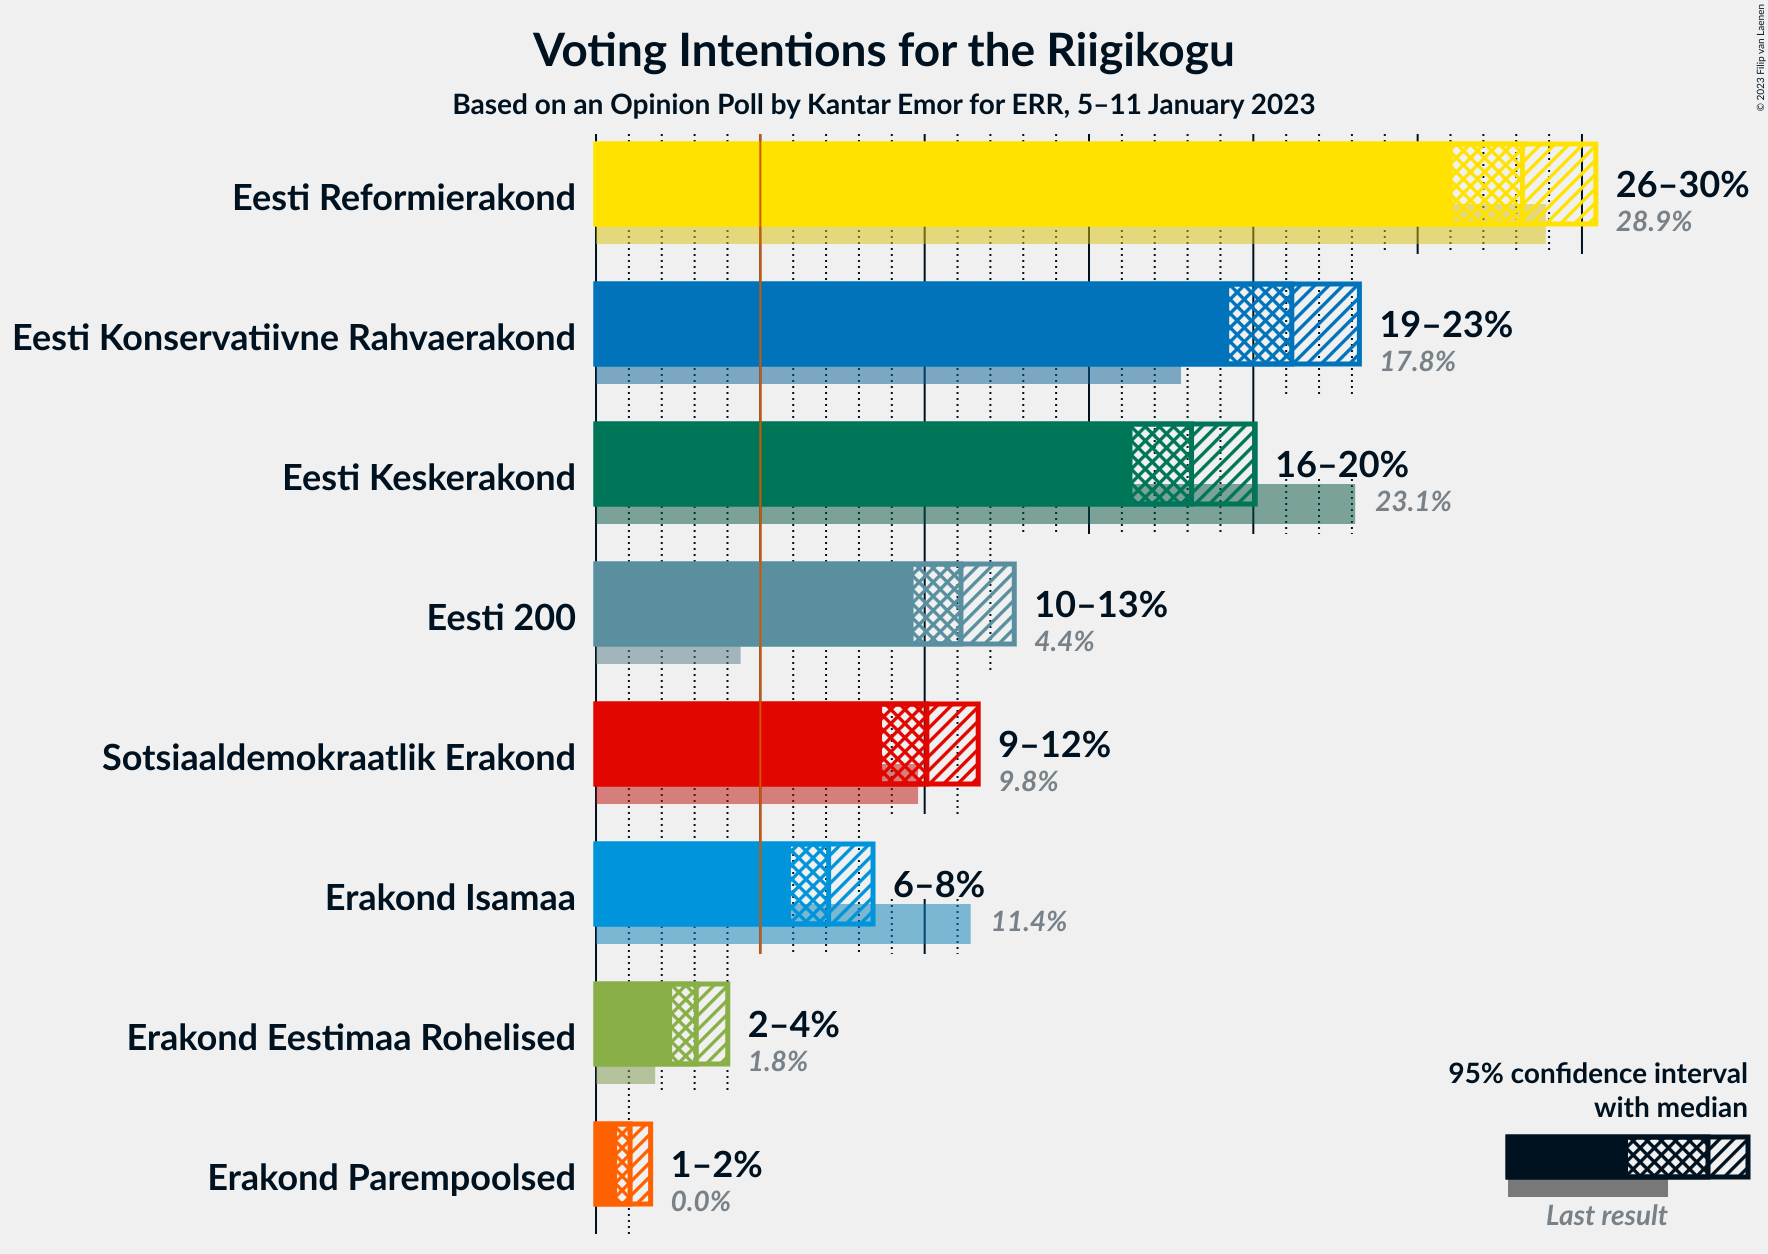 Voting Intentions for the Riigikogu
Based on an Opinion Poll by Kantar Emor for ERR, 5–11 January 2023
© 2023 Filip van Laenen
Eesti Reformierakond
26–30%
28.9%
Eesti Konservatiivne Rahvaerakond
19–23%
17.8%
Eesti Keskerakond
16–20%
23.1%
Eesti 200
10–13%
4.4%
Sotsiaaldemokraatlik Erakond
9–12%
9.8%
Erakond Isamaa
6–8%
11.4%
Erakond Eestimaa Rohelised
2–4%
1.8%
Erakond Parempoolsed
1–2%
0.0%
95% confidence interval
with median
Last result